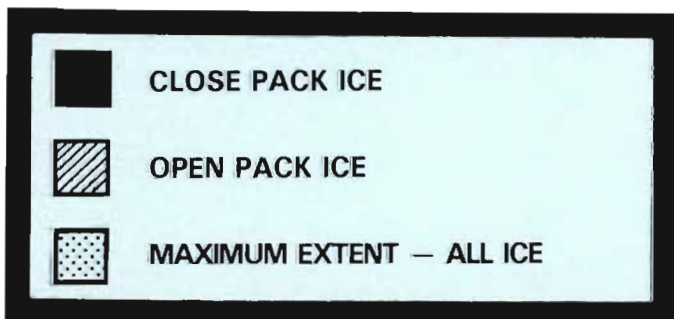 CLOSE PACK ICE
OPEN PACK ICE
MAXIMUM EXTENT — ALL ICE